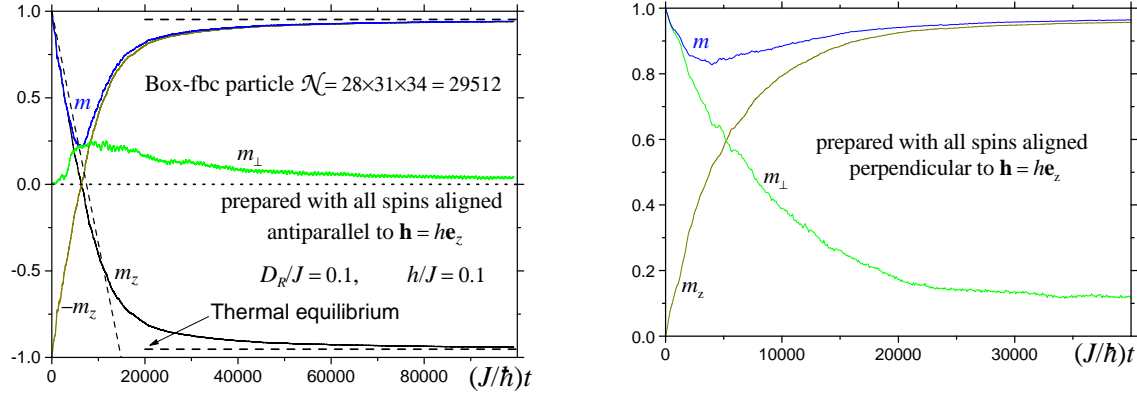 1.0
m
Box-fbc particle 𝒩 = 28×31×34 = 29512
0.5
m⊥
0.0
prepared with all spins aligned
antiparallel to h = he_z
D_R/J = 0.1, h/J = 0.1
-0.5
m_z
−m_z
Thermal equilibrium
-1.0
0 20000 40000 60000 80000 (J/ħ)t
1.0
m
0.8
0.6
prepared with all spins aligned
perpendicular to h = he_z
m⊥
0.4
0.2
m_z
0.0
0 10000 20000 30000 (J/ħ)t